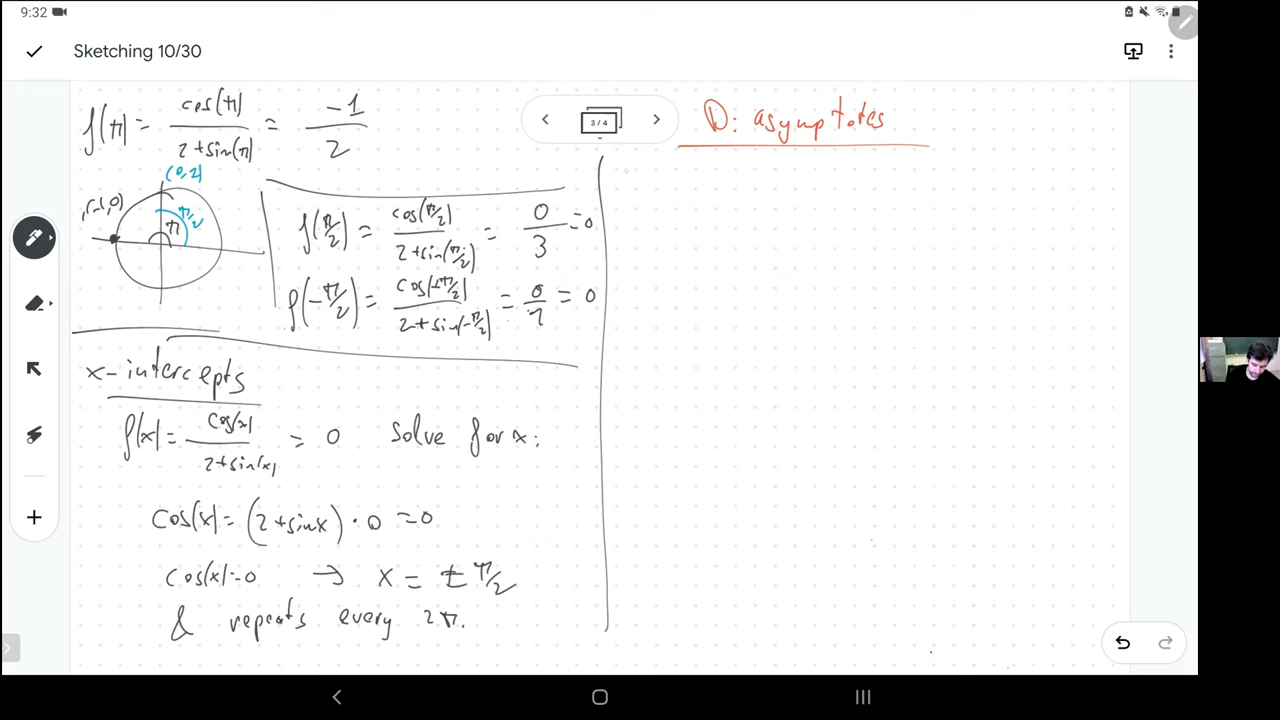 9:32
Sketching 10/30
f(π) = cos(π) / 2+sin(π) = -1 / 2
3 / 4
D: asymptotes
(0,2)
(-1,0)
π/2
π
f(π/2) = cos(π/2) / 2+sin(π/2) = 0 / 3 = 0
f(-π/2) = cos(-π/2) / 2+sin(-π/2) = 0 / 1 = 0
x-intercepts
f(x) = cos(x) / 2+sin(x) = 0 solve for x:
cos(x) = (2+sinx) · 0 = 0
cos(x)=0 → x = ± π/2
& repeats every 2π.